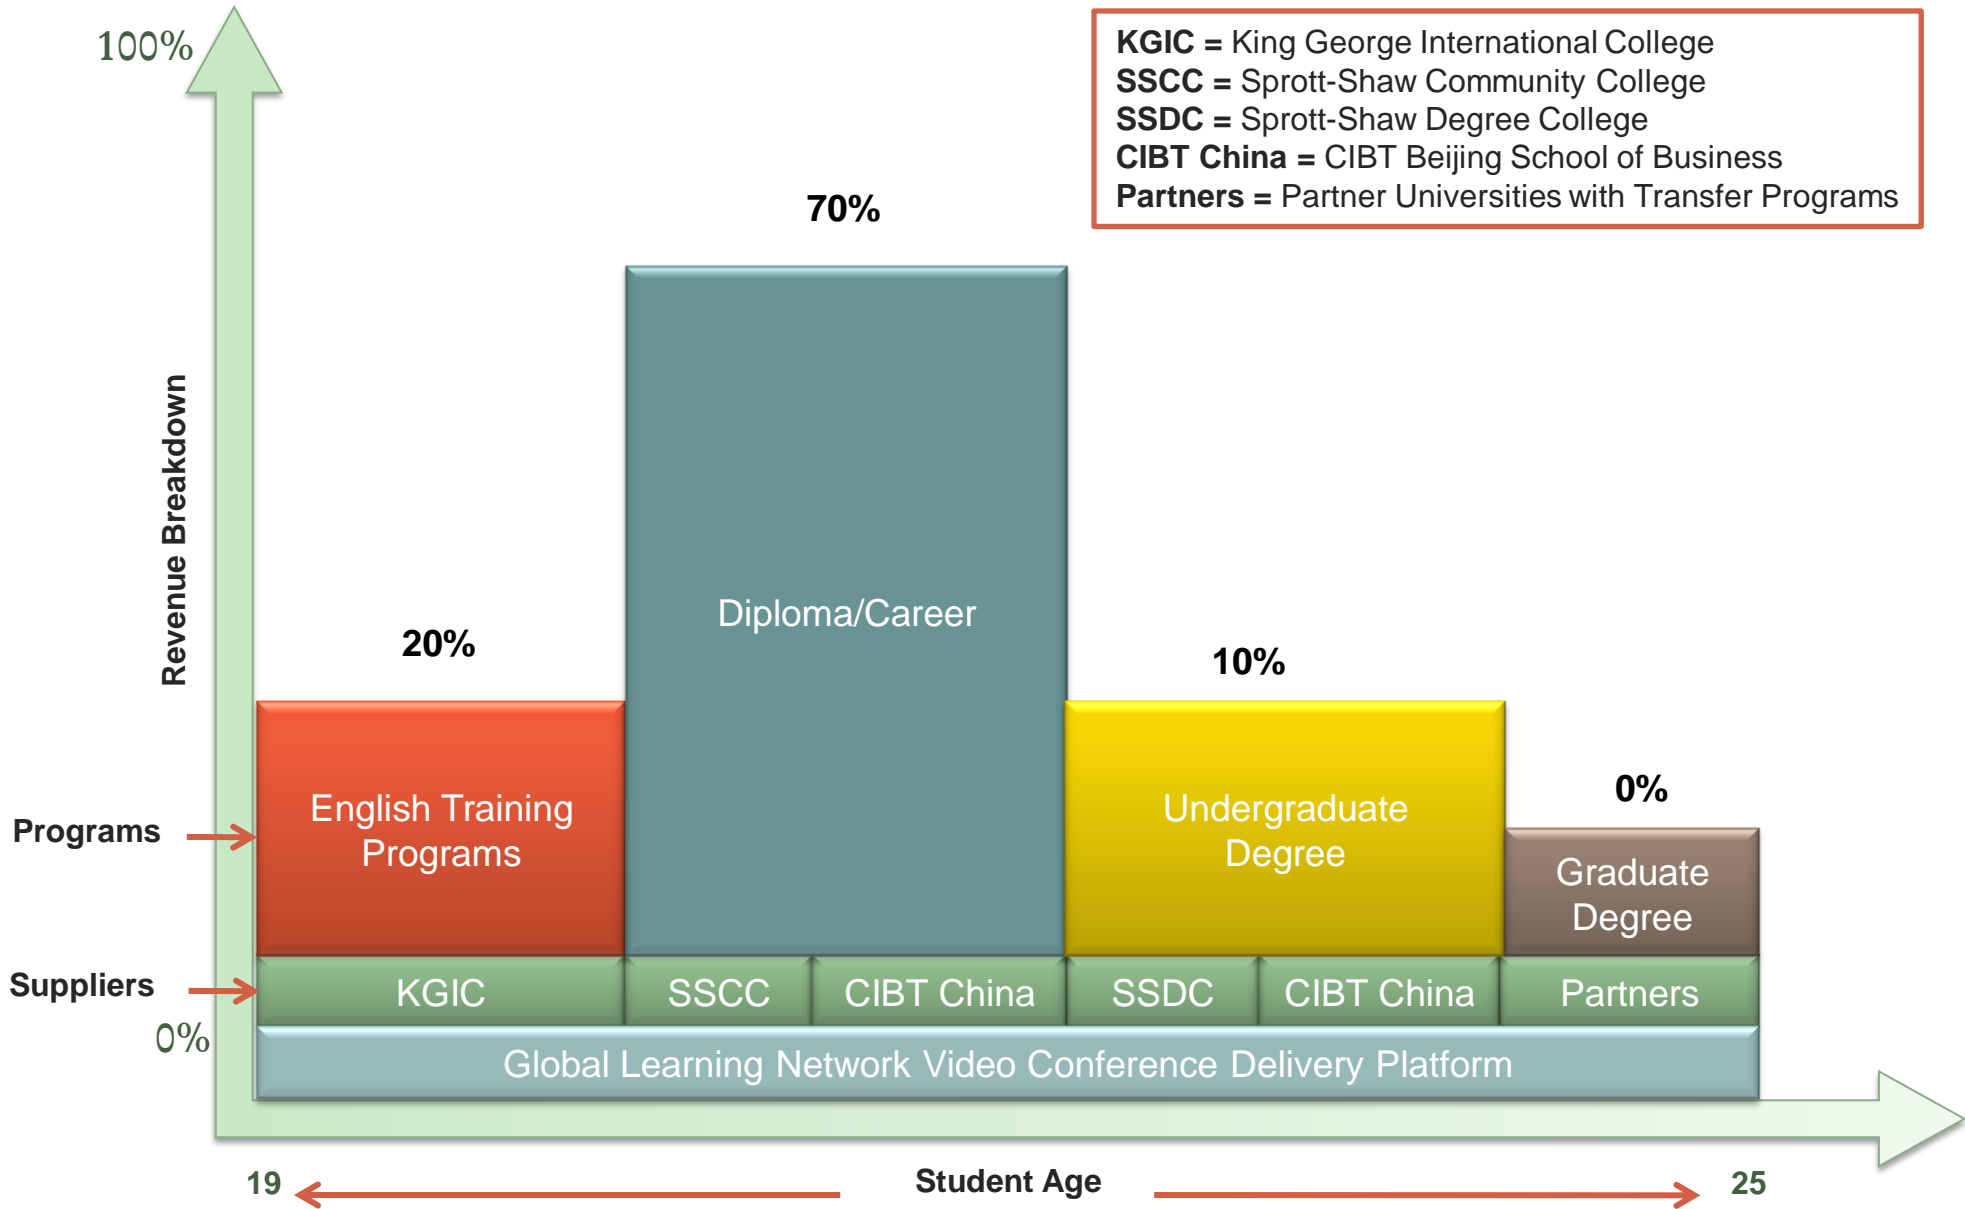 100%
KGIC = King George International College
SSCC = Sprott-Shaw Community College
SSDC = Sprott-Shaw Degree College
CIBT China = CIBT Beijing School of Business
Partners = Partner Universities with Transfer Programs
70%
Revenue Breakdown
Diploma/Career
20%
10%
0%
English Training
Programs
Undergraduate
Degree
Graduate
Degree
Programs
Suppliers
KGIC
SSCC
CIBT China
SSDC
CIBT China
Partners
0%
Global Learning Network Video Conference Delivery Platform
19
Student Age
25